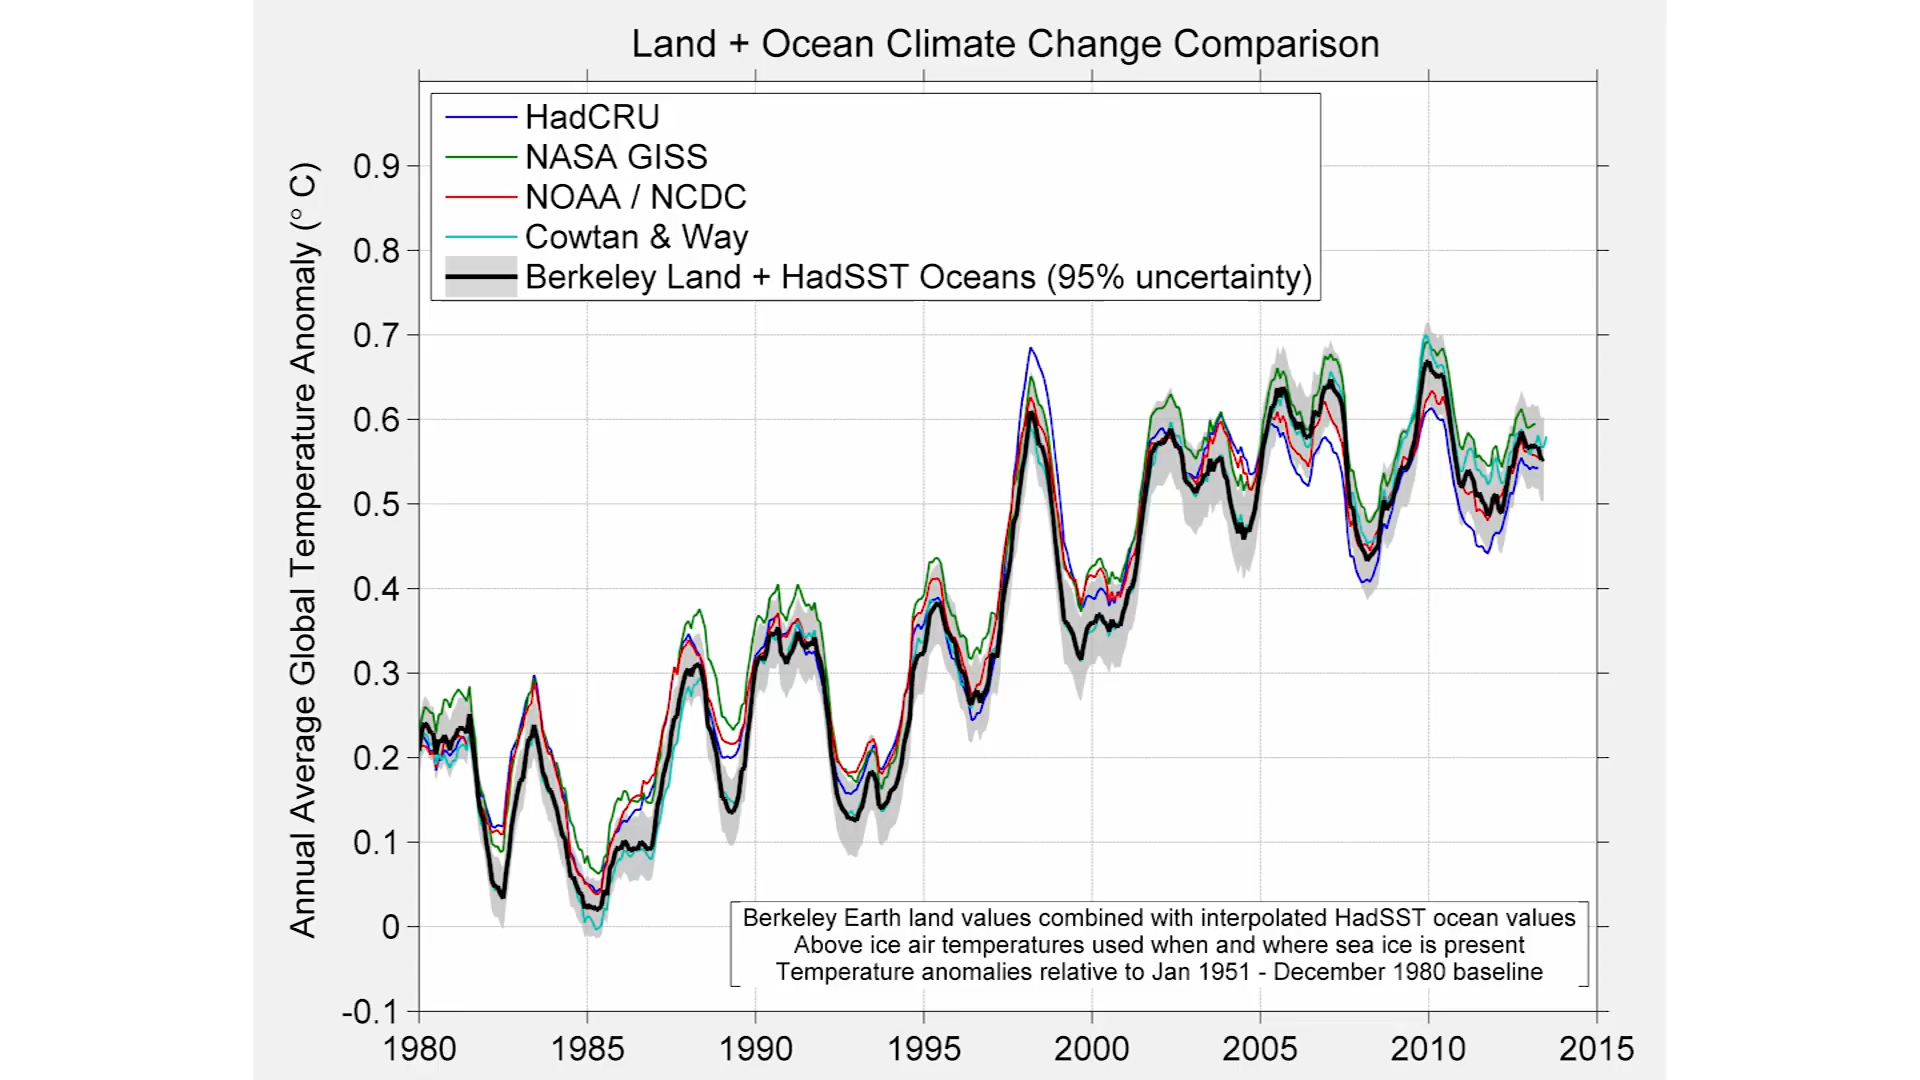 Land + Ocean Climate Change Comparison
HadCRU
NASA GISS
NOAA / NCDC
Cowtan & Way
Berkeley Land + HadSST Oceans (95% uncertainty)
Annual Average Global Temperature Anomaly (° C)
0.9
0.8
0.7
0.6
0.5
0.4
0.3
0.2
0.1
0
-0.1
Berkeley Earth land values combined with interpolated HadSST ocean values
Above ice air temperatures used when and where sea ice is present
Temperature anomalies relative to Jan 1951 - December 1980 baseline
1980 1985 1990 1995 2000 2005 2010 2015